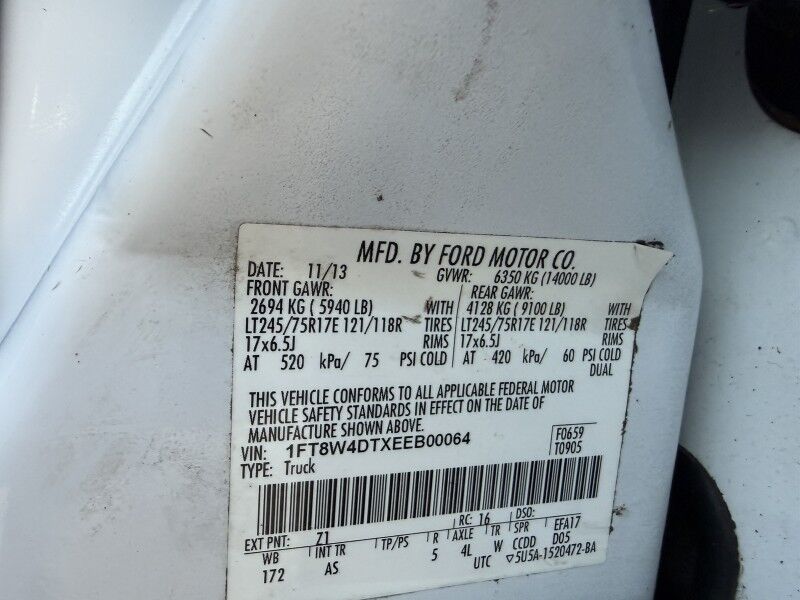 MFD. BY FORD MOTOR CO.
DATE: 11/13 GVWR: 6350 KG (14000 LB)
FRONT GAWR: REAR GAWR:
2694 KG ( 5940 LB) WITH 4128 KG ( 9100 LB) WITH
LT245/75R17E 121/118R TIRES LT245/75R17E 121/118R TIRES
17x6.5J RIMS 17x6.5J RIMS
AT 520 kPa/ 75 PSI COLD AT 420 kPa/ 60 PSI COLD
DUAL
THIS VEHICLE CONFORMS TO ALL APPLICABLE FEDERAL MOTOR
VEHICLE SAFETY STANDARDS IN EFFECT ON THE DATE OF
MANUFACTURE SHOWN ABOVE.
VIN: 1FT8W4DTXEEB00064 F0659
TYPE: Truck T0905
EXT PNT: Z1 RC: 16 DSO:
WB INT TR TP/PS R AXLE TR SPR EFA17
172 AS 5 4L W CCDD D05
UTC ▽5U5A-1520472-BA